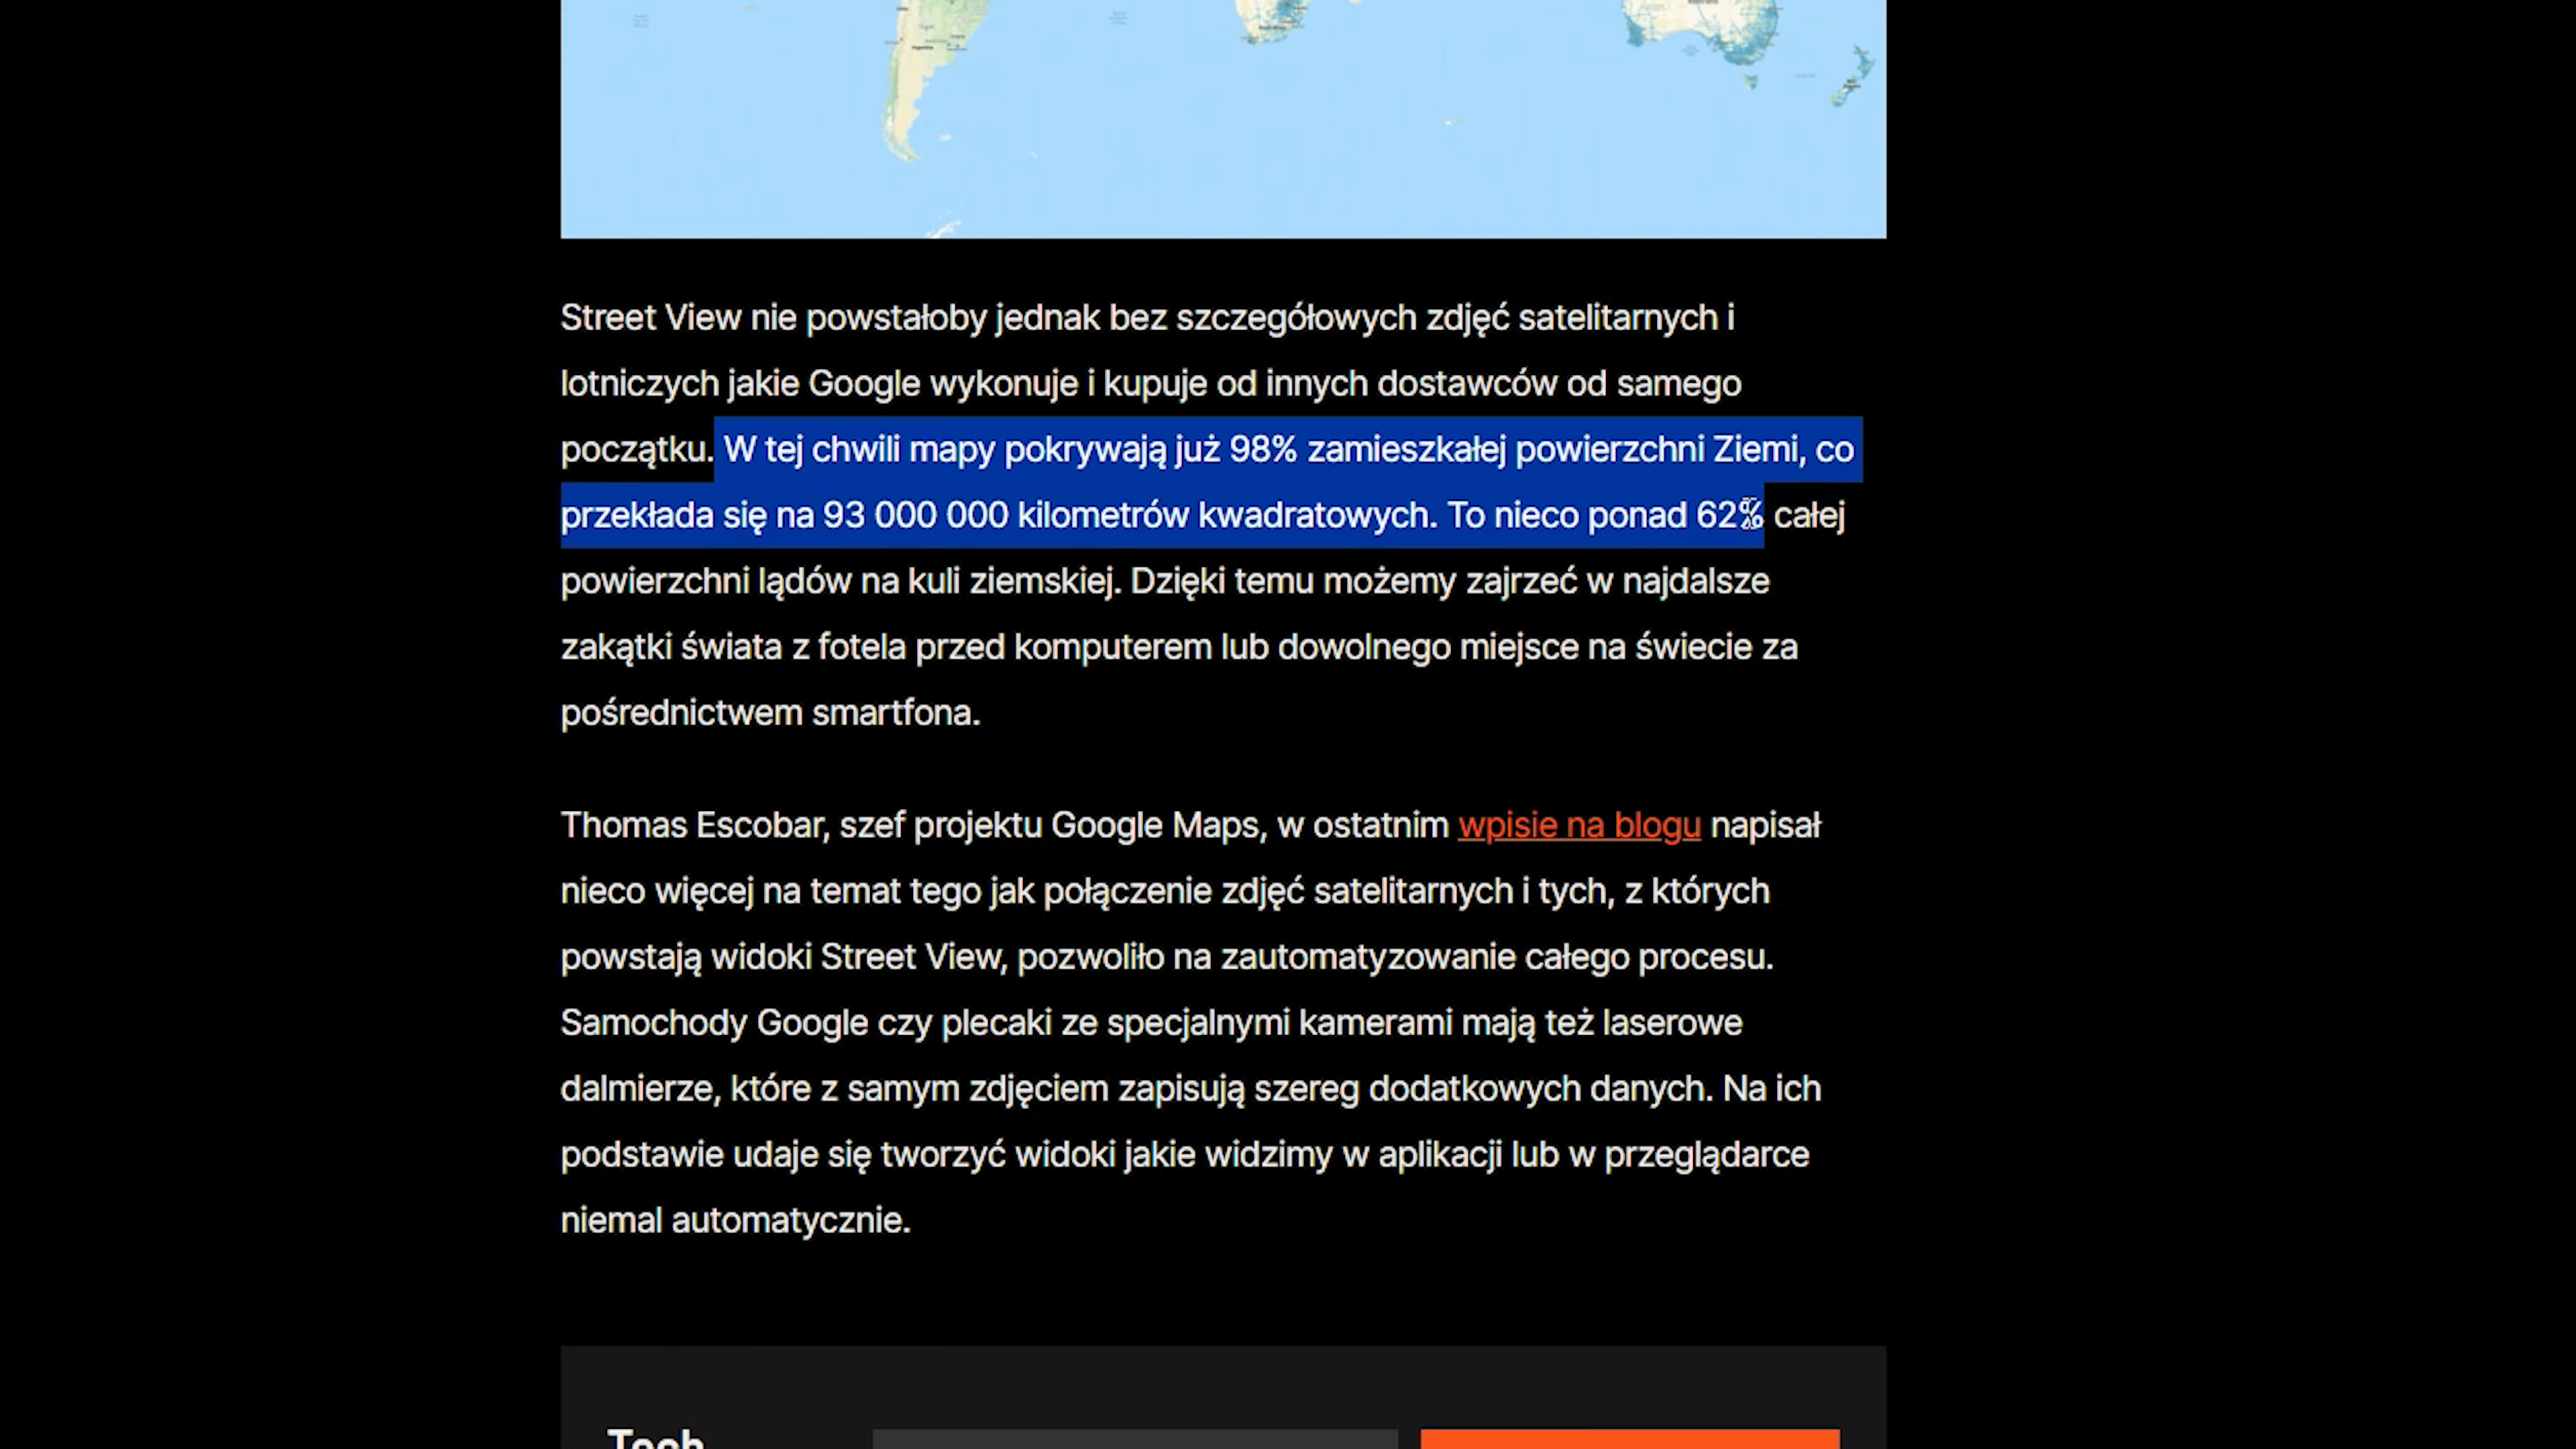 Street View nie powstałoby jednak bez szczegółowych zdjęć satelitarnych i
lotniczych jakie Google wykonuje i kupuje od innych dostawców od samego
początku. W tej chwili mapy pokrywają już 98% zamieszkałej powierzchni Ziemi, co
przekłada się na 93 000 000 kilometrów kwadratowych. To nieco ponad 62% całej
powierzchni lądów na kuli ziemskiej. Dzięki temu możemy zajrzeć w najdalsze
zakątki świata z fotela przed komputerem lub dowolnego miejsce na świecie za
pośrednictwem smartfona.
Thomas Escobar, szef projektu Google Maps, w ostatnim wpisie na blogu napisał
nieco więcej na temat tego jak połączenie zdjęć satelitarnych i tych, z których
powstają widoki Street View, pozwoliło na zautomatyzowanie całego procesu.
Samochody Google czy plecaki ze specjalnymi kamerami mają też laserowe
dalmierze, które z samym zdjęciem zapisują szereg dodatkowych danych. Na ich
podstawie udaje się tworzyć widoki jakie widzimy w aplikacji lub w przeglądarce
niemal automatycznie.
Tech